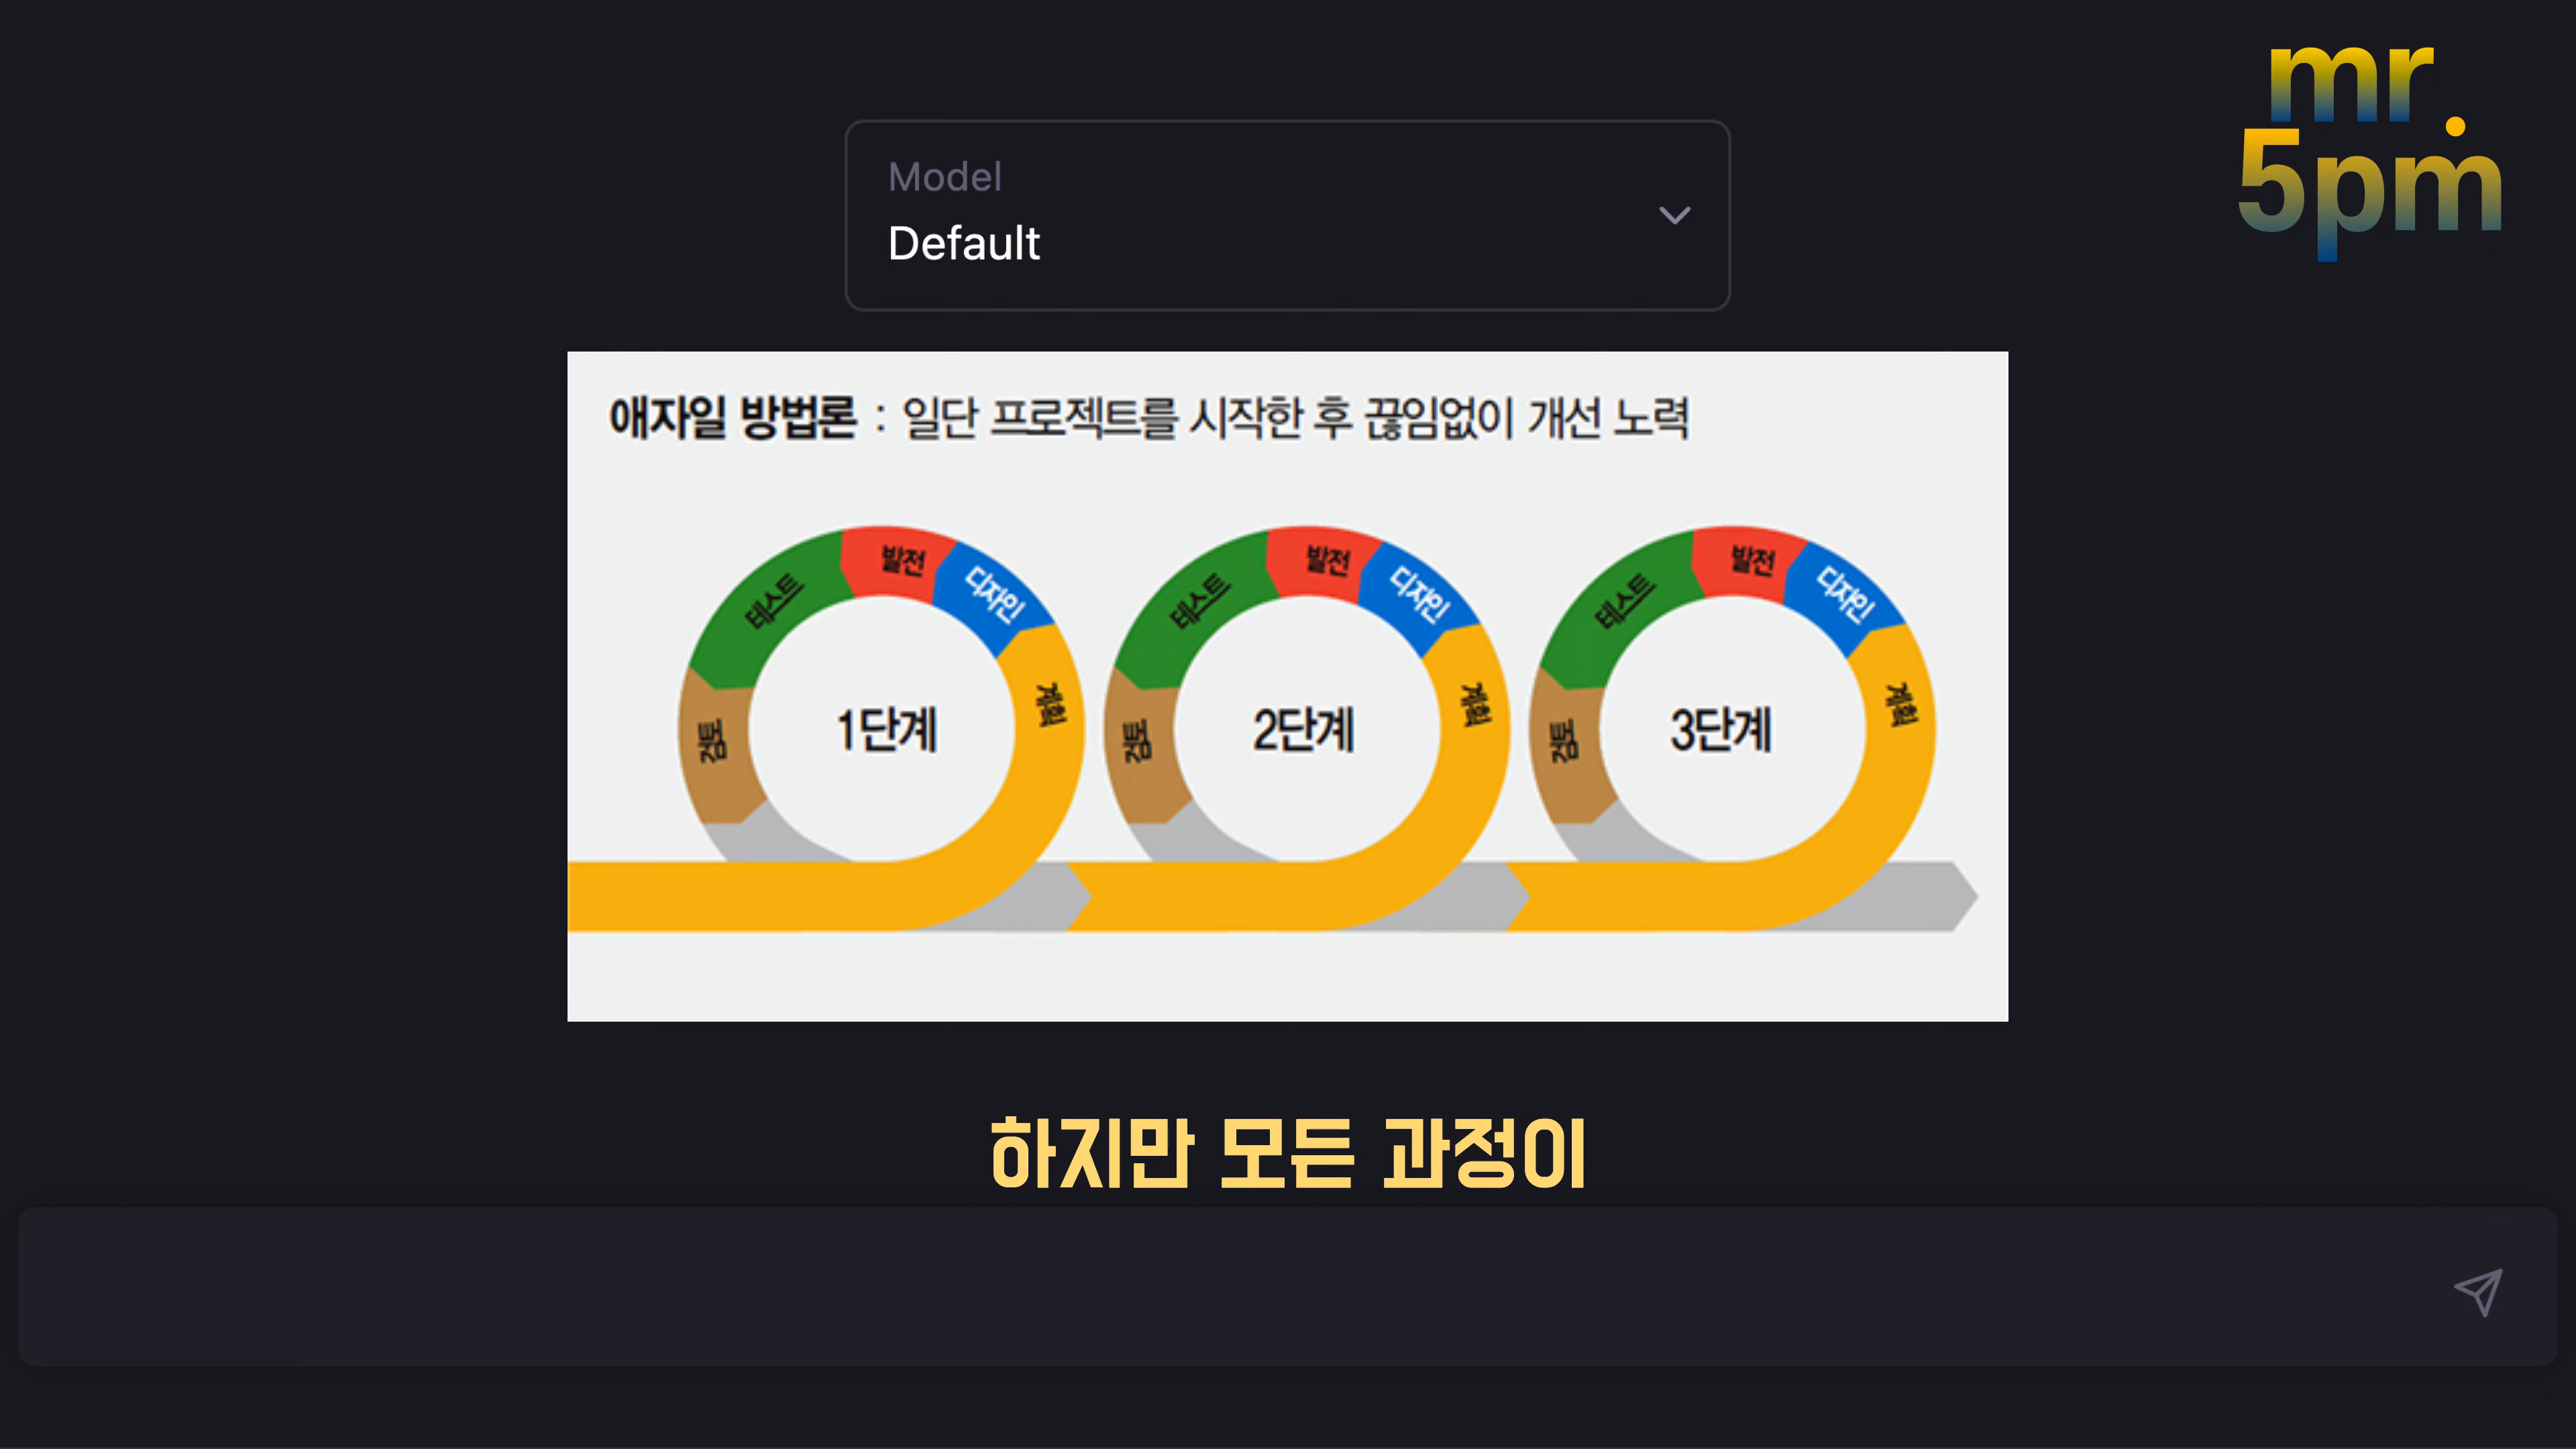 mr.
5pm
Model
Default
애자일 방법론 : 일단 프로젝트를 시작한 후 끊임없이 개선 노력
테스트
발전
디자인
계획
검토
1단계
테스트
발전
디자인
계획
검토
2단계
테스트
발전
디자인
계획
검토
3단계
하지만 모든 과정이